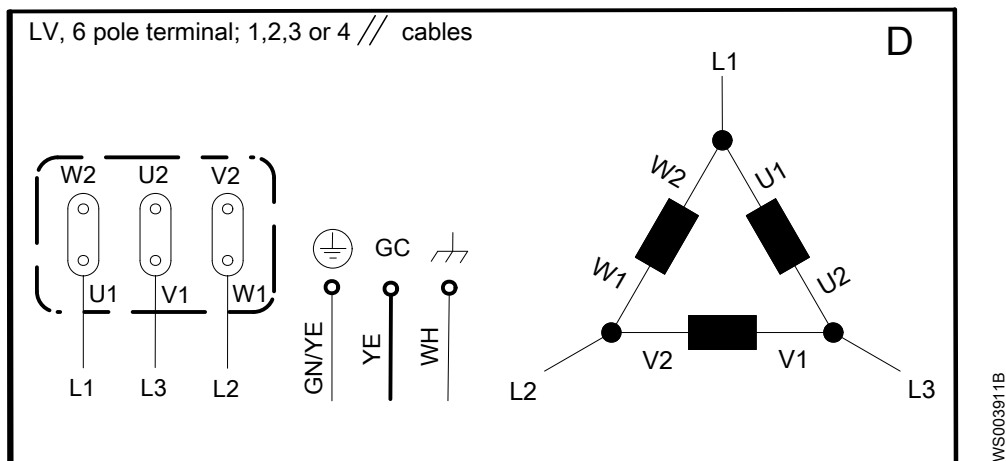 LV, 6 pole terminal; 1,2,3 or 4 // cables
D
L1
W2 U2 V2
U1 V1 W1
L1 L3 L2
GC
GN/YE
YE
WH
W2
U1
W1
U2
V2 V1
L2
L3
WS003911B